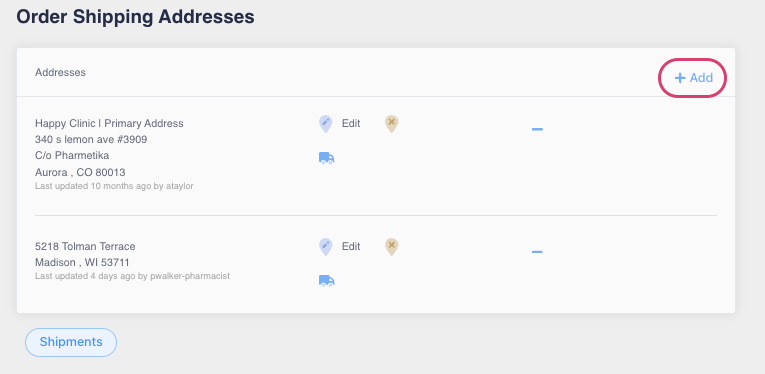 Order Shipping Addresses
Addresses
+ Add
Happy Clinic | Primary Address
Edit
340 s lemon ave #3909
C/o Pharmetika
Aurora , CO 80013
Last updated 10 months ago by ataylor
5218 Tolman Terrace
Edit
Madison , WI 53711
Last updated 4 days ago by pwalker-pharmacist
Shipments